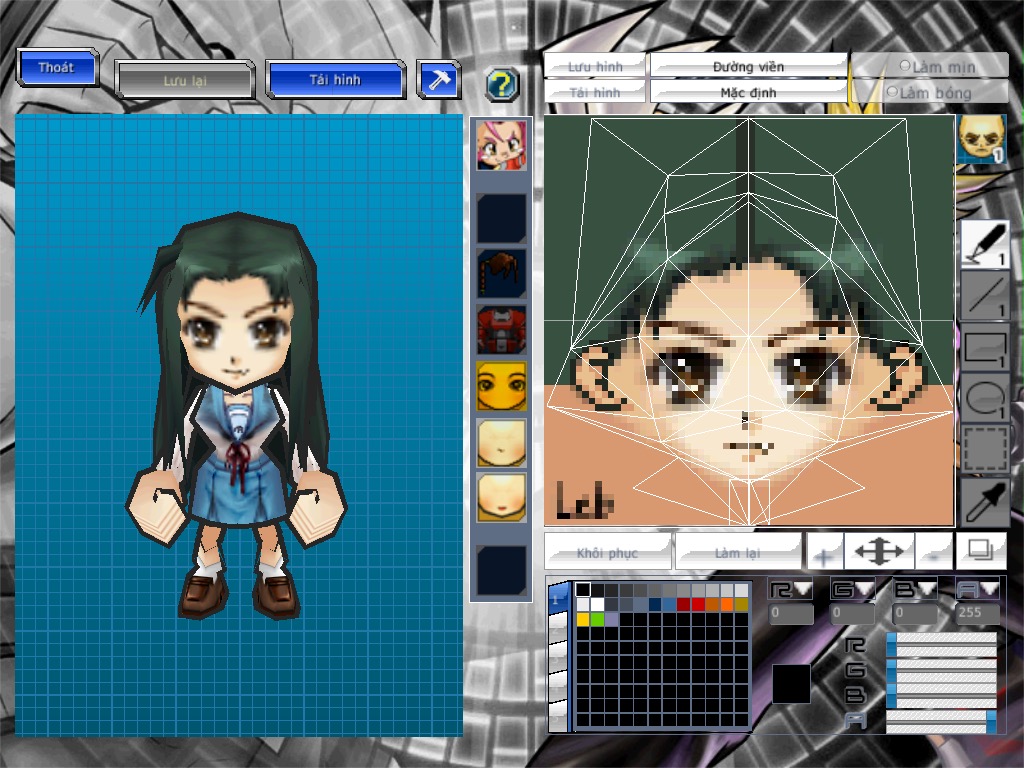 Thoát
Lưu lại
Tải hình
?
Lưu hình
Đường viền
Làm mịn
Tải hình
Mặc định
Làm bóng
1
1
1
1
1
Leb
Khôi phục
Làm lại
+
-
1
R G B A
0 0 0 255
R
G
B
A